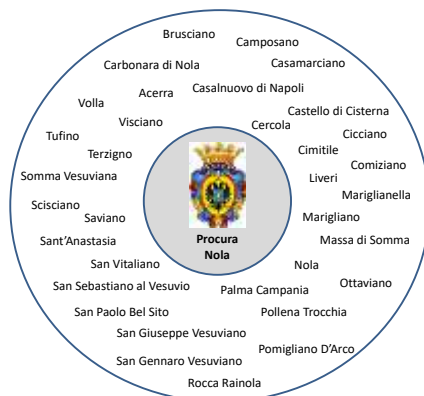 Brusciano
Camposano
Carbonara di Nola
Casamarciano
Acerra
Casalnuovo di Napoli
Volla
Castello di Cisterna
Visciano
Cercola
Tufino
Cicciano
Terzigno
Cimitile
Comiziano
Somma Vesuviana
Liveri
Mariglianella
Scisciano
Saviano
Marigliano
Procura
Nola
Sant'Anastasia
Massa di Somma
San Vitaliano
Nola
San Sebastiano al Vesuvio
Palma Campania
Ottaviano
San Paolo Bel Sito
Pollena Trocchia
San Giuseppe Vesuviano
Pomigliano D'Arco
San Gennaro Vesuviano
Rocca Rainola